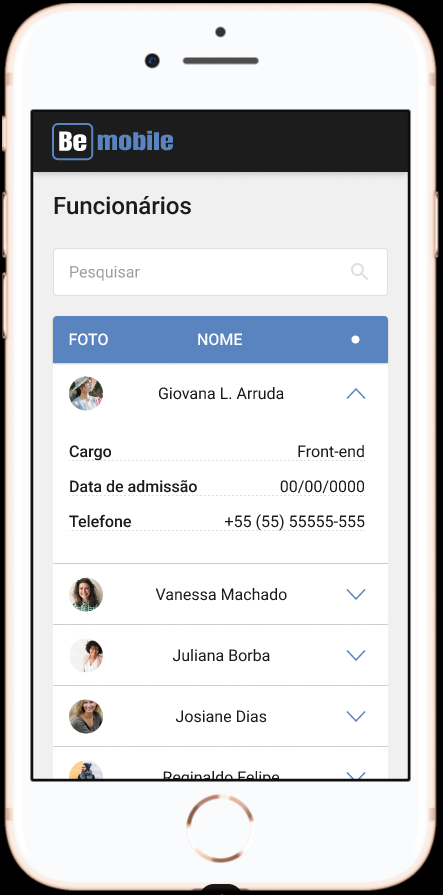 Be mobile
Funcionários
Pesquisar
FOTO NOME
Giovana L. Arruda
Cargo Front-end
Data de admissão 00/00/0000
Telefone +55 (55) 55555-555
Vanessa Machado
Juliana Borba
Josiane Dias
Reginaldo Felipe